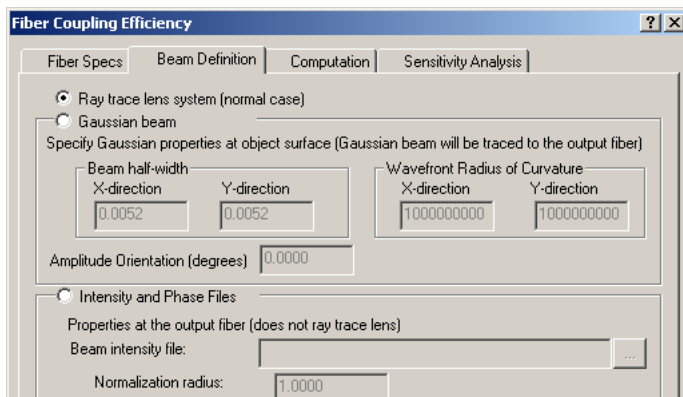 Fiber Coupling Efficiency
Fiber Specs Beam Definition Computation Sensitivity Analysis
Ray trace lens system (normal case)
Gaussian beam
Specify Gaussian properties at object surface (Gaussian beam will be traced to the output fiber)
Beam half-width Wavefront Radius of Curvature
X-direction Y-direction X-direction Y-direction
0.0052 0.0052 1000000000 1000000000
Amplitude Orientation (degrees) 0.0000
Intensity and Phase Files
Properties at the output fiber (does not ray trace lens)
Beam intensity file: ...
Normalization radius: 1.0000